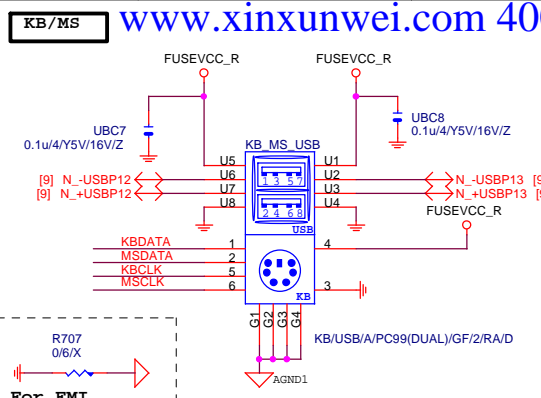 KB/MS
www.xinxunwei.com 40
FUSEVCC_R
FUSEVCC_R
UBC7
0.1u/4/Y5V/16V/Z
UBC8
0.1u/4/Y5V/16V/Z
KB_MS_USB
U5
U1
U6
U2
U7
U3
U8
U4
[9] N_-USBP12
[9] N_+USBP12
N_-USBP13
N_+USBP13
1 3 5 7
2 4 6 8
USB
FUSEVCC_R
KBDATA
MSDATA
KBCLK
MSCLK
1
2
5
6
4
3
KB
G1
G2
G3
G4
KB/USB/A/PC99(DUAL)/GF/2/RA/D
AGND1
R707
0/6/X
For EMI